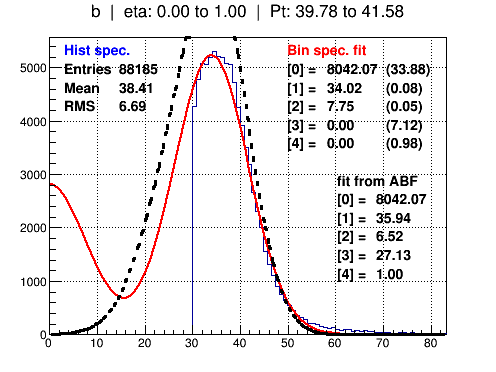 b | eta: 0.00 to 1.00 | Pt: 39.78 to 41.58
Hist spec.
Entries 88185
Mean 38.41
RMS 6.69
Bin spec. fit
[0] = 8042.07 (33.88)
[1] = 34.02 (0.08)
[2] = 7.75 (0.05)
[3] = 0.00 (7.12)
[4] = 0.00 (0.98)
fit from ABF
[0] = 8042.07
[1] = 35.94
[2] = 6.52
[3] = 27.13
[4] = 1.00
5000
4000
3000
2000
1000
0
0 10 20 30 40 50 60 70 80